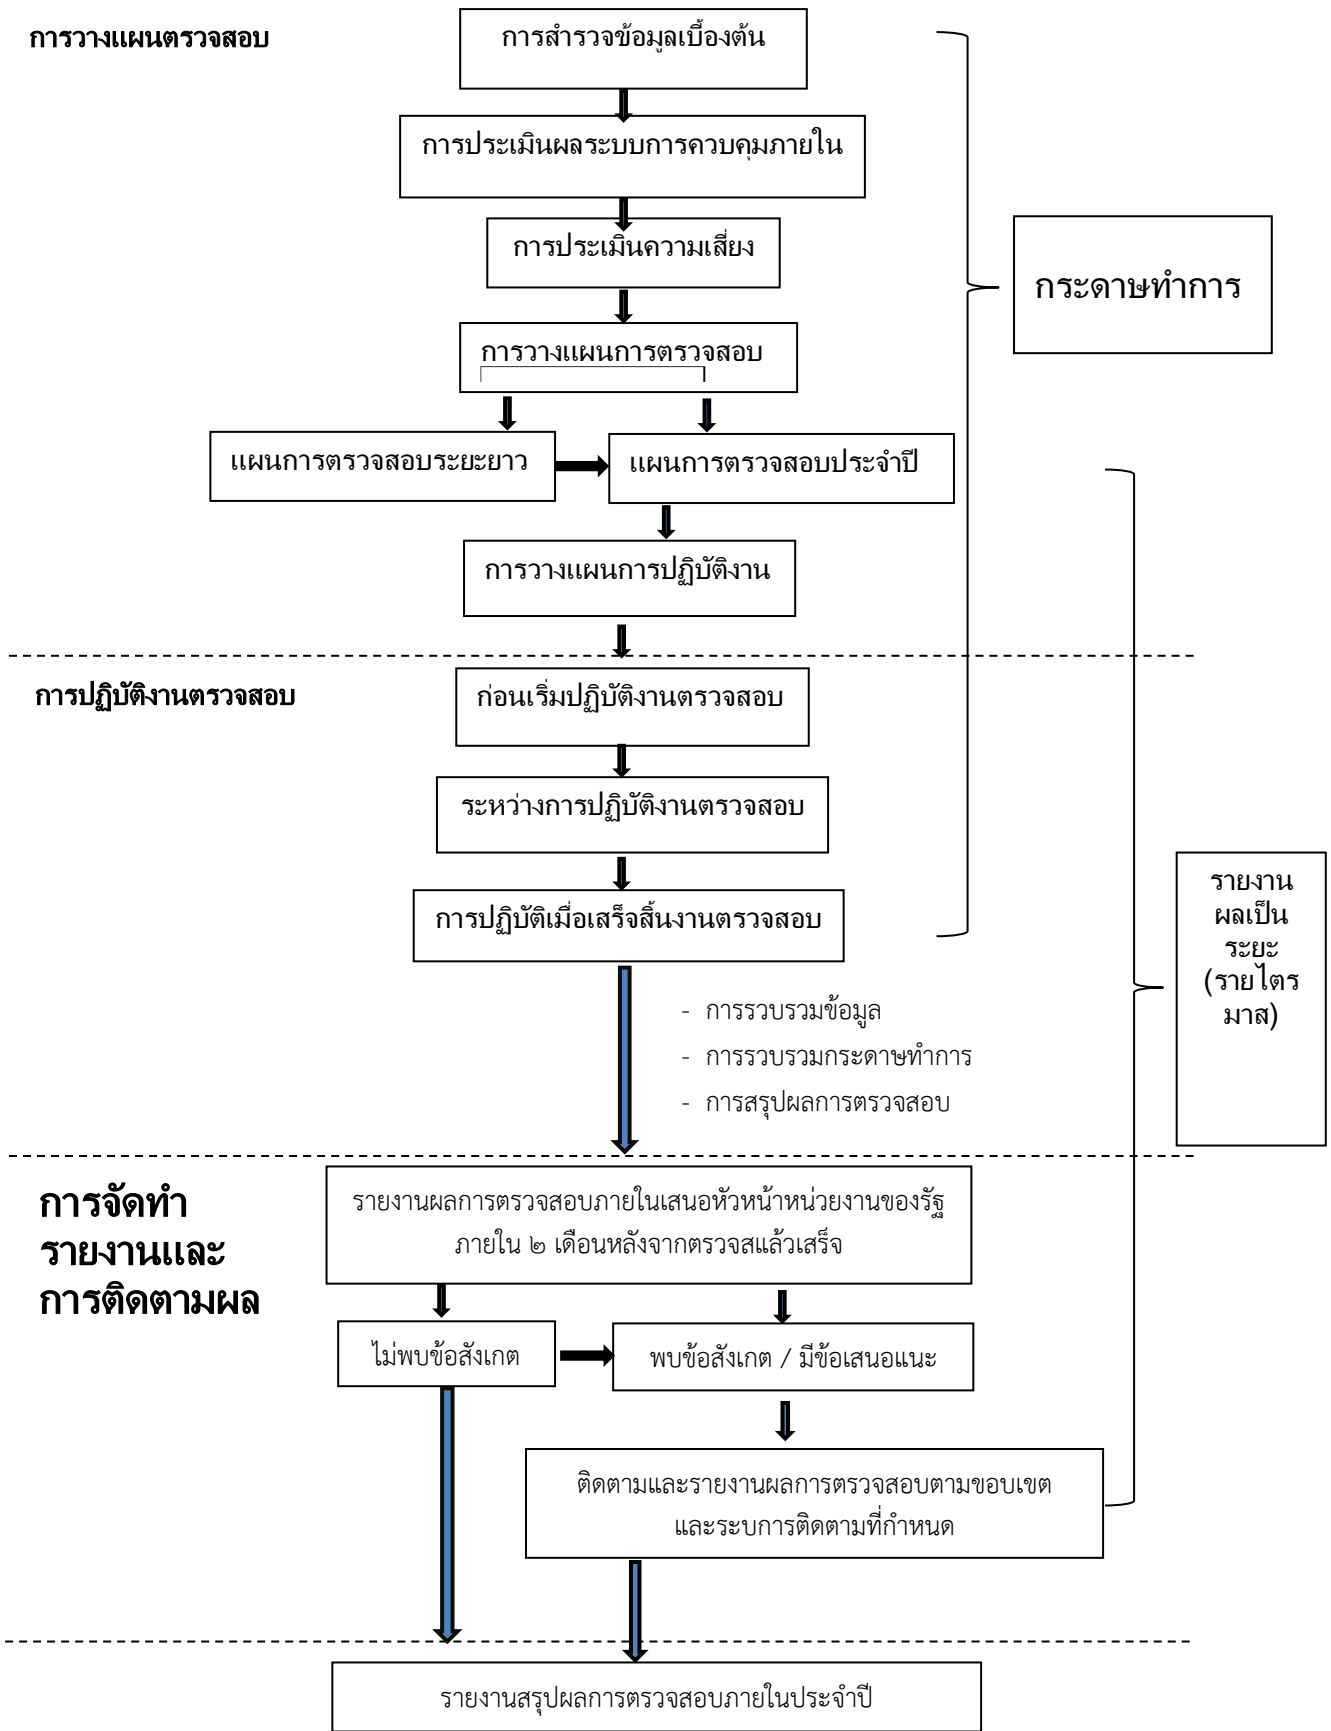 การวางแผนตรวจสอบ
การสำรวจข้อมูลเบื้องต้น
การประเมินผลระบบการควบคุมภายใน
การประเมินความเสี่ยง
กระดาษทำการ
การวางแผนการตรวจสอบ
แผนการตรวจสอบระยะยาว
แผนการตรวจสอบประจำปี
การวางแผนการปฏิบัติงาน
การปฏิบัติงานตรวจสอบ
ก่อนเริ่มปฏิบัติงานตรวจสอบ
ระหว่างการปฏิบัติงานตรวจสอบ
การปฏิบัติเมื่อเสร็จสิ้นงานตรวจสอบ
รายงาน
ผลเป็น
ระยะ
(รายไตร
มาส)
- การรวบรวมข้อมูล
- การรวบรวมกระดาษทำการ
- การสรุปผลการตรวจสอบ
การจัดทำ
รายงานและ
การติดตามผล
รายงานผลการตรวจสอบภายในเสนอหัวหน้าหน่วยงานของรัฐ
ภายใน ๒ เดือนหลังจากตรวจสแล้วเสร็จ
ไม่พบข้อสังเกต
พบข้อสังเกต / มีข้อเสนอแนะ
ติดตามและรายงานผลการตรวจสอบตามขอบเขต
และระบการติดตามที่กำหนด
รายงานสรุปผลการตรวจสอบภายในประจำปี